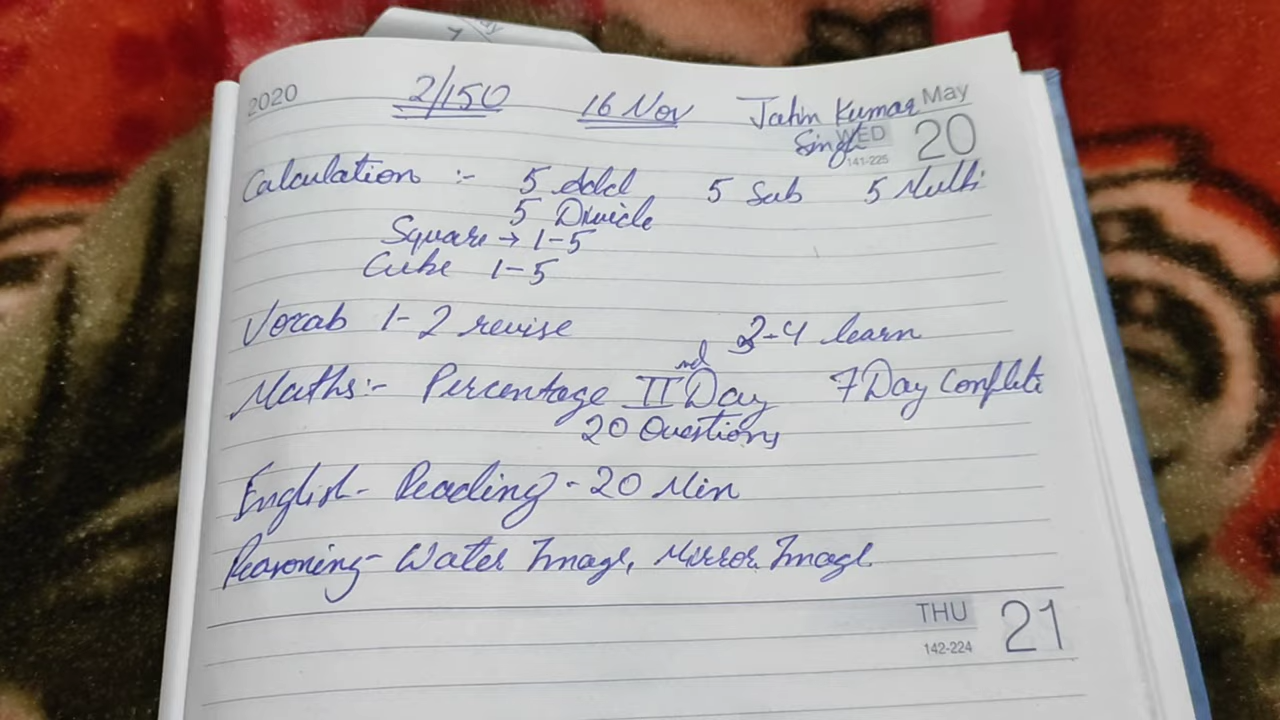 2020 2/150 16 Nov Jatin Kumar May
Singh WED 20
141-225
Calculation :- 5 Add 5 Sub 5 Multi
5 Divide
Square → 1-5
Cube 1-5
Vocab 1-2 revise 3-4 learn
Maths:- Percentage IInd Day 7 Day Complete
20 Questions
English- Reading - 20 Min
Reasoning- Water Image, Mirror Image
THU 21
142-224